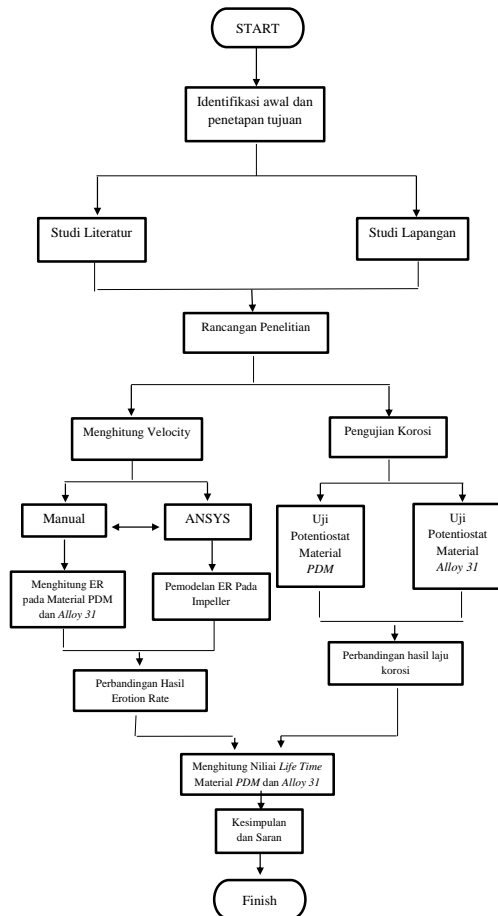 START
Identifikasi awal dan
penetapan tujuan
Studi Literatur
Studi Lapangan
Rancangan Penelitian
Menghitung Velocity
Pengujian Korosi
Manual
ANSYS
Uji
Potentiostat
Material
PDM
Uji
Potentiostat
Material
Alloy 31
Menghitung ER
pada Material PDM
dan Alloy 31
Pemodelan ER Pada
Impeller
Perbandingan Hasil
Erotion Rate
Perbandingan hasil laju
korosi
Menghitung Niliai Life Time
Material PDM dan Alloy 31
Kesimpulan
dan Saran
Finish